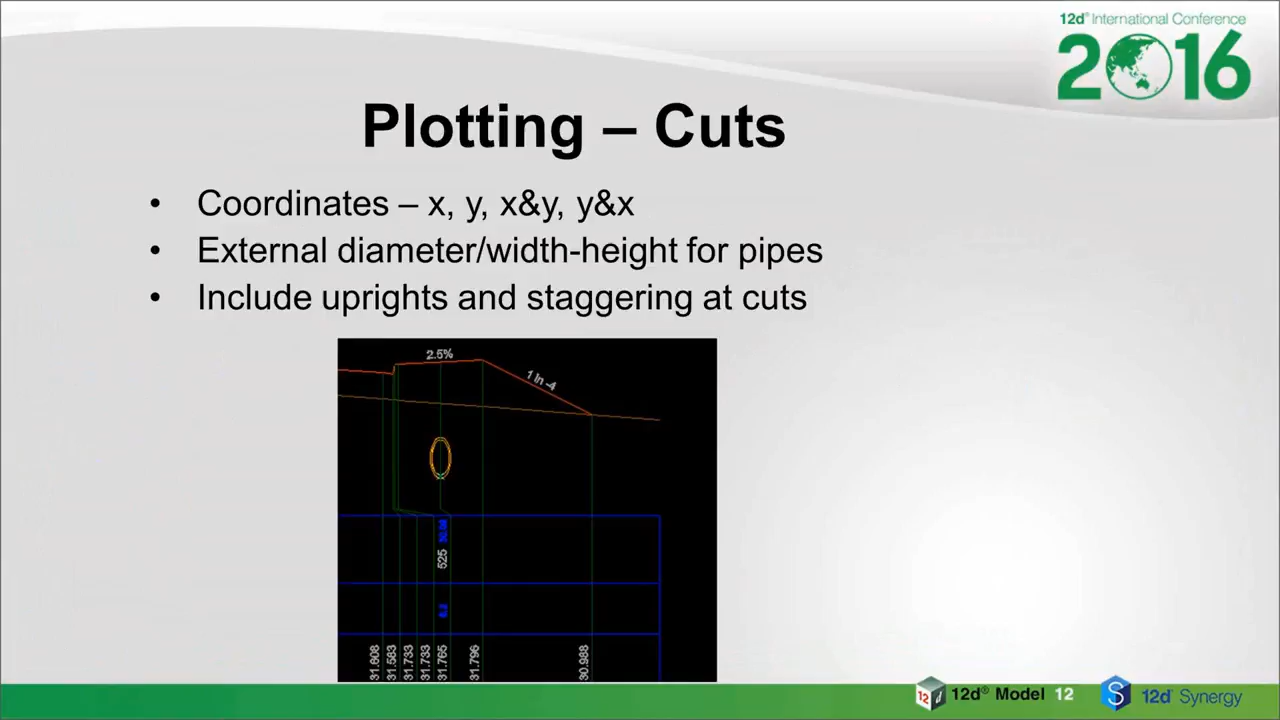 12d® International Conference
2016
Plotting – Cuts
• Coordinates – x, y, x&y, y&x
• External diameter/width-height for pipes
• Include uprights and staggering at cuts
2.5%
1 in -4
525
31.608
31.583
31.733
31.733
31.765
31.796
30.988
12d® Model 12
12d Synergy